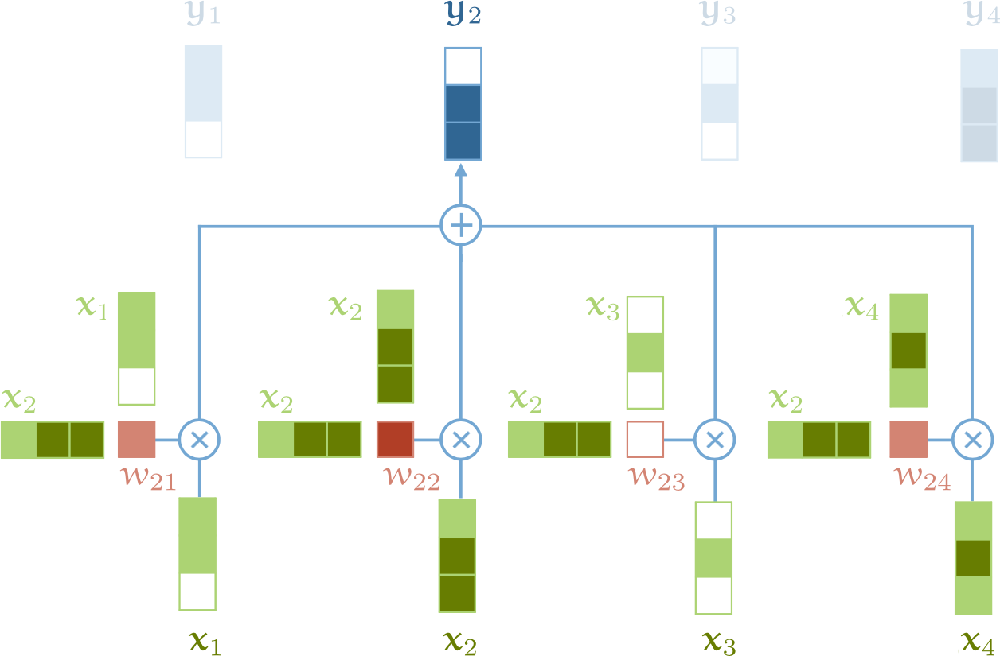 y₁ y₂ y₃ y₄
+
x₁ x₂ x₃ x₄
x₂ x₂ x₂ x₂
× × × ×
w₂₁ w₂₂ w₂₃ w₂₄
x₁ x₂ x₃ x₄